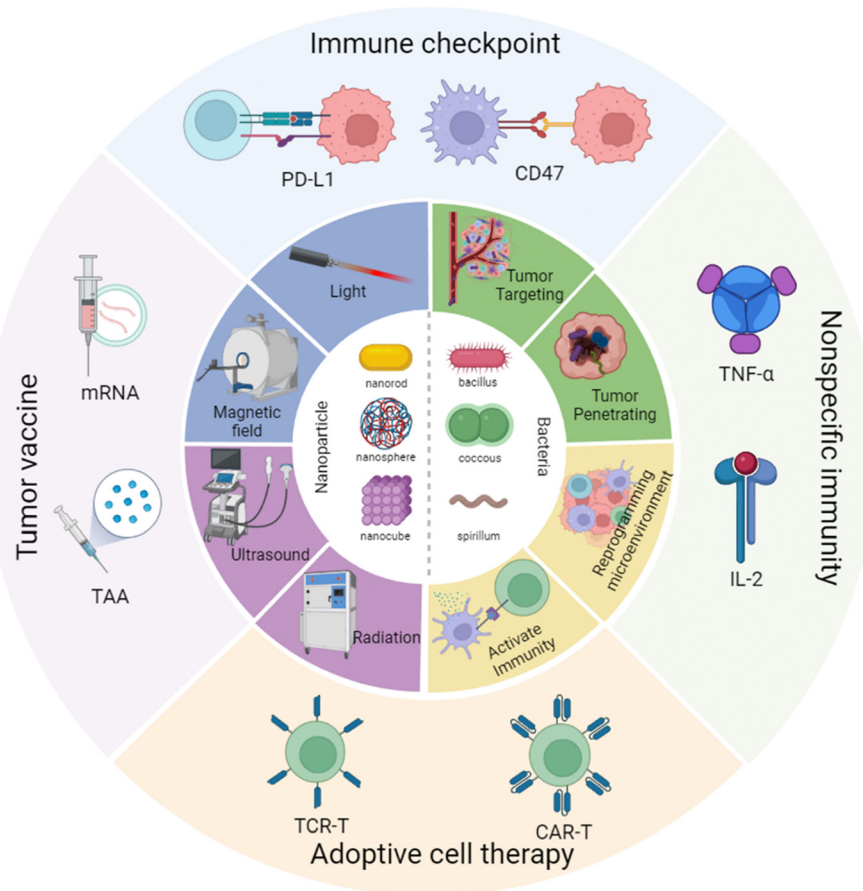 Immune checkpoint
PD-L1
CD47
Tumor vaccine
mRNA
TAA
Nonspecific immunity
TNF-α
IL-2
Light
Magnetic
field
Ultrasound
Radiation
Tumor
Targeting
Tumor
Penetrating
Reprogramming
microenvironment
Activate
Immunity
Nanoparticle
nanorod
nanosphere
nanocube
Bacteria
bacillus
coccous
spirillum
TCR-T
CAR-T
Adoptive cell therapy